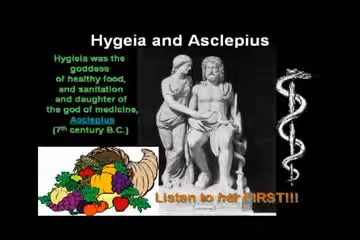 Hygeia and Asclepius
Hygieia was the
goddess
of healthy food,
and sanitation
and daughter of
the god of medicine,
Asclepius
(7th century B.C.)
Listen to her FIRST!!!